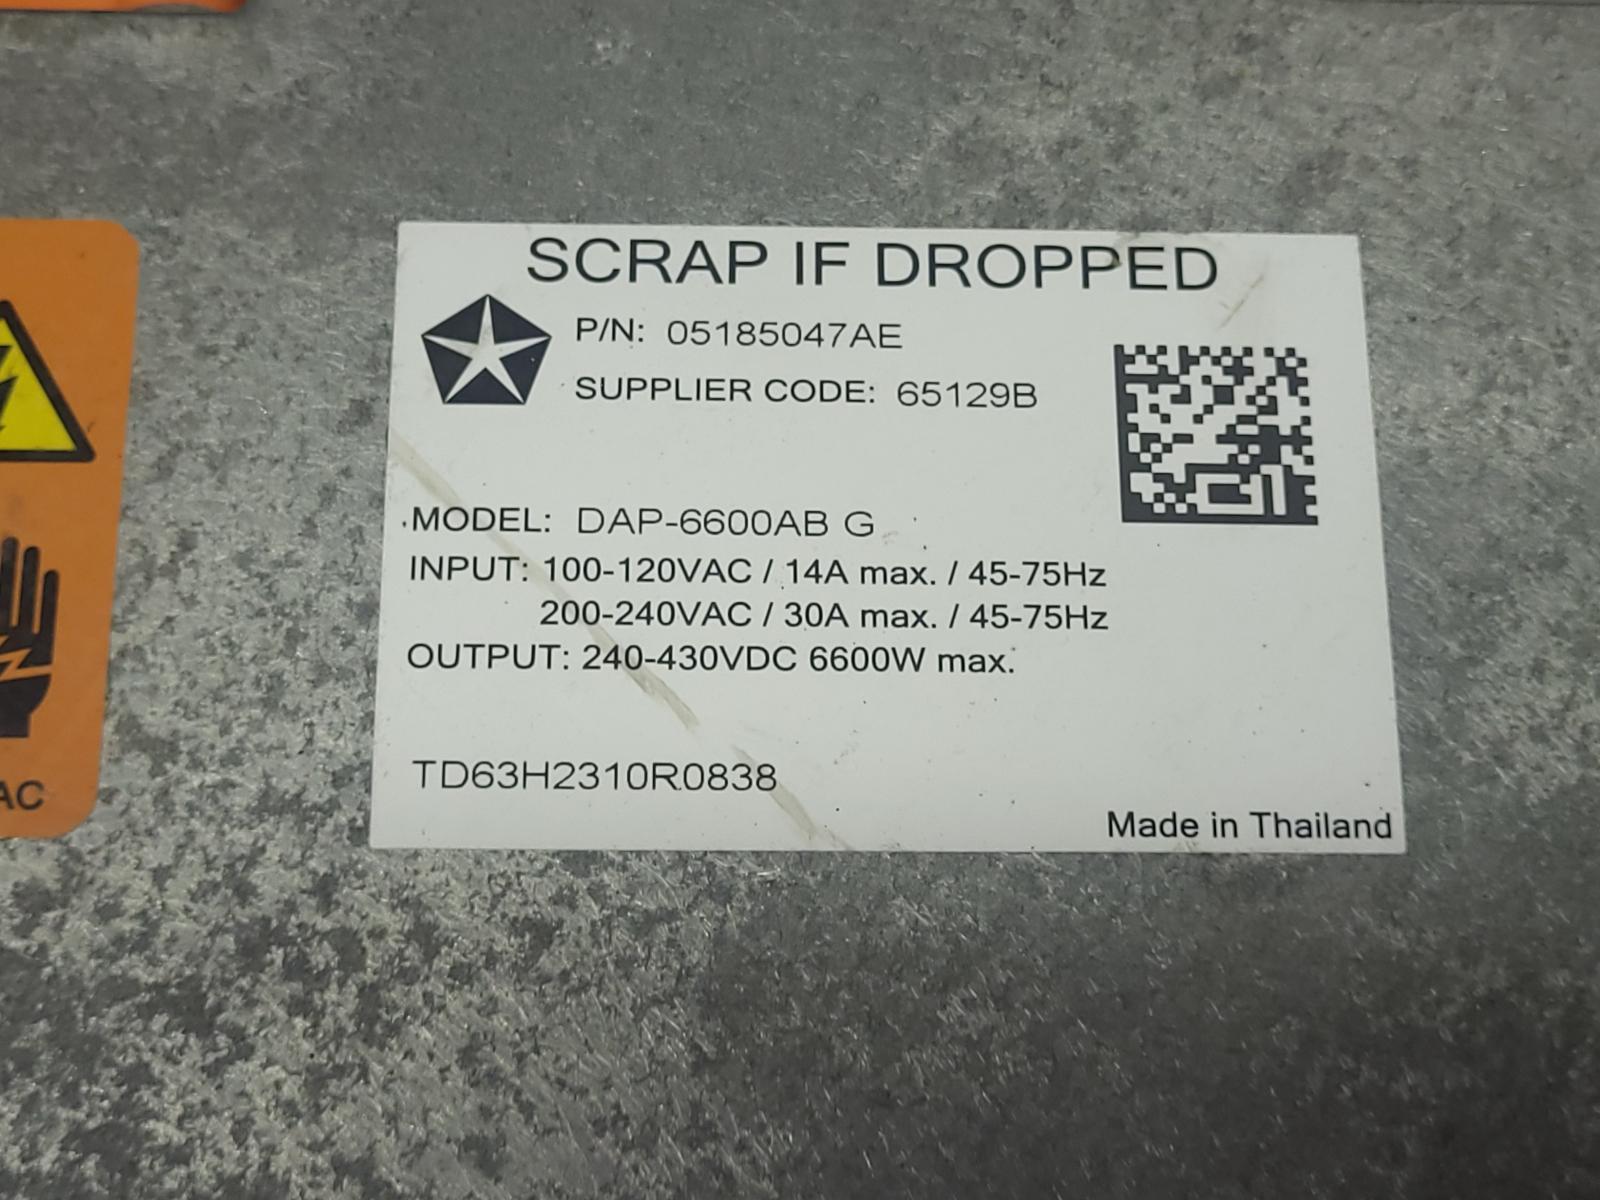 SCRAP IF DROPPED
P/N: 05185047AE
SUPPLIER CODE: 65129B
MODEL: DAP-6600AB G
INPUT: 100-120VAC / 14A max. / 45-75Hz
200-240VAC / 30A max. / 45-75Hz
OUTPUT: 240-430VDC 6600W max.
TD63H2310R0838
Made in Thailand
AC